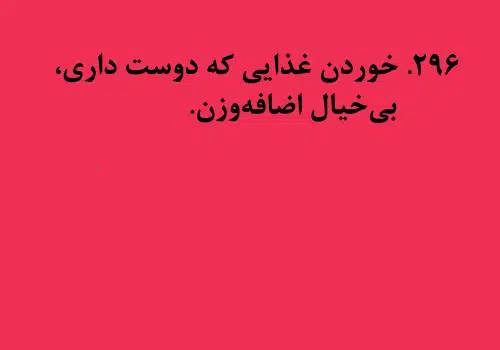 ۲۹۶. خوردن غذایی که دوست داری،
بی‌خیال اضافه‌وزن.